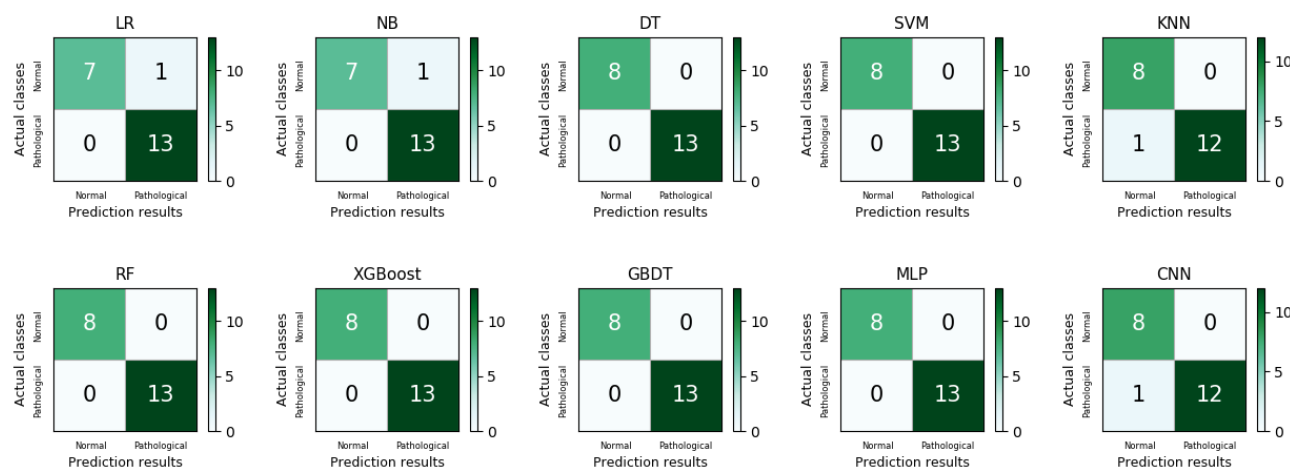 LR
Actual classes
Normal
Pathological
7 1
0 13
10
5
0
Normal Pathological
Prediction results
NB
Actual classes
Normal
Pathological
7 1
0 13
10
5
0
Normal Pathological
Prediction results
DT
Actual classes
Normal
Pathological
8 0
0 13
10
5
0
Normal Pathological
Prediction results
SVM
Actual classes
Normal
Pathological
8 0
0 13
10
5
0
Normal Pathological
Prediction results
KNN
Actual classes
Normal
Pathological
8 0
1 12
10
5
0
Normal Pathological
Prediction results
RF
Actual classes
Normal
Pathological
8 0
0 13
10
5
0
Normal Pathological
Prediction results
XGBoost
Actual classes
Normal
Pathological
8 0
0 13
10
5
0
Normal Pathological
Prediction results
GBDT
Actual classes
Normal
Pathological
8 0
0 13
10
5
0
Normal Pathological
Prediction results
MLP
Actual classes
Normal
Pathological
8 0
0 13
10
5
0
Normal Pathological
Prediction results
CNN
Actual classes
Normal
Pathological
8 0
1 12
10
5
0
Normal Pathological
Prediction results